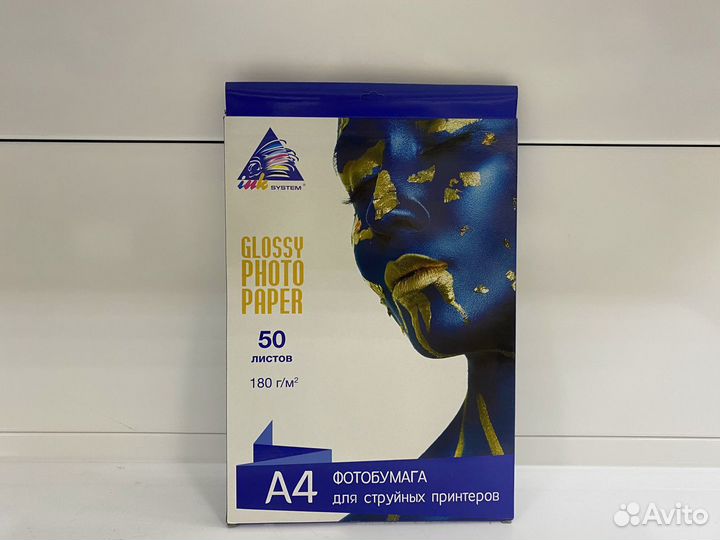 ink SYSTEM®
GLOSSY
PHOTO
PAPER
50
ЛИСТОВ
180 г/м²
A4
ФОТОБУМАГА
для струйных принтеров
Avito